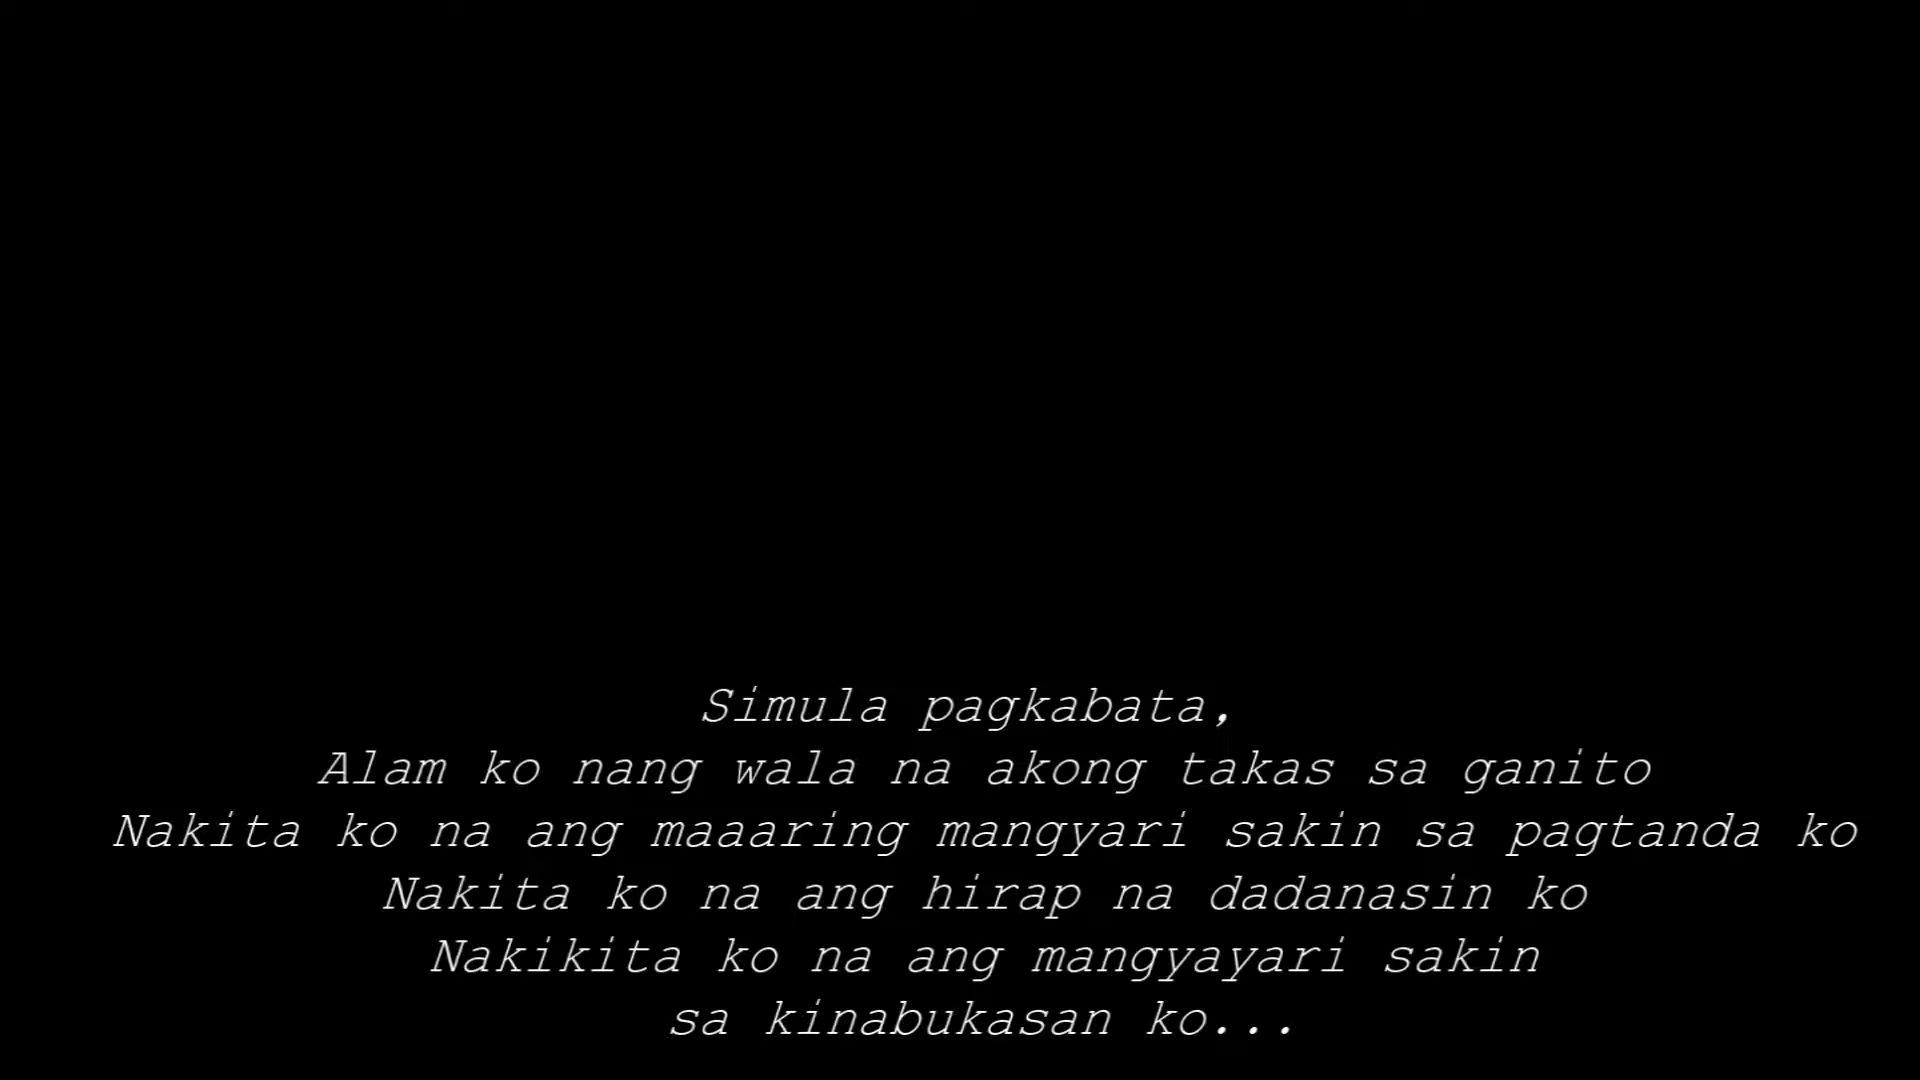 Simula pagkabata,
Alam ko nang wala na akong takas sa ganito
Nakita ko na ang maaaring mangyari sakin sa pagtanda ko
Nakita ko na ang hirap na dadanasin ko
Nakikita ko na ang mangyayari sakin
sa kinabukasan ko...